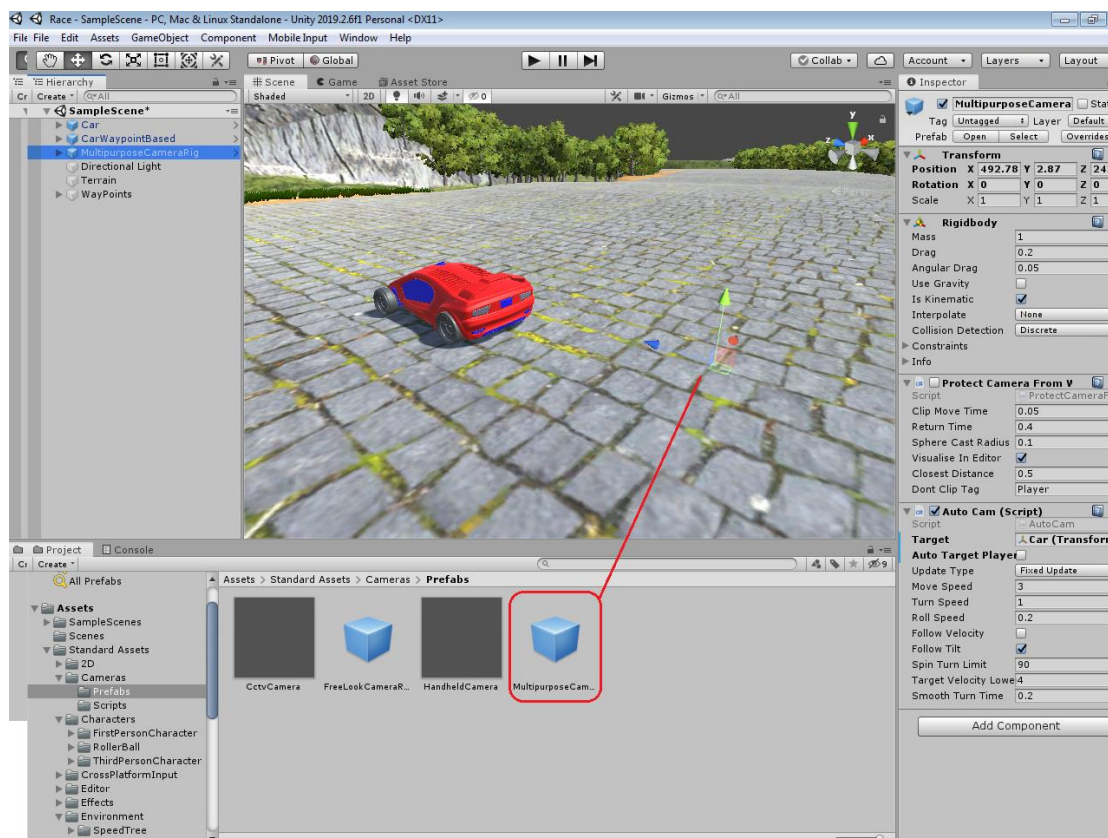 Race - SampleScene - PC, Mac & Linux Standalone - Unity 2019.2.6f1 Personal <DX11>
File File Edit Assets GameObject Component Mobile Input Window Help
Pivot Global Collab Account Layers Layout
Hierarchy
Cr Create All
SampleScene*
Car
CarWaypointBased
MultipurposeCameraRig
Directional Light
Terrain
WayPoints
Scene Game Asset Store
Shaded 2D 0 Gizmos All
y
z x
Persp
Inspector
MultipurposeCamera Stat
Tag Untagged Layer Default
Prefab Open Select Overrides
Transform
Position X 492.78 Y 2.87 Z 24
Rotation X 0 Y 0 Z 0
Scale X 1 Y 1 Z 1
Rigidbody
Mass 1
Drag 0.2
Angular Drag 0.05
Use Gravity
Is Kinematic
Interpolate None
Collision Detection Discrete
Constraints
Info
Protect Camera From W
Script ProtectCameraF
Clip Move Time 0.05
Return Time 0.4
Sphere Cast Radius 0.1
Visualise In Editor
Closest Distance 0.5
Dont Clip Tag Player
Auto Cam (Script)
Script AutoCam
Target Car (Transform
Auto Target Player
Update Type Fixed Update
Move Speed 3
Turn Speed 1
Roll Speed 0.2
Follow Velocity
Follow Tilt
Spin Turn Limit 90
Target Velocity Lowe 4
Smooth Turn Time 0.2
Add Component
Project Console
Cr Create 9
All Prefabs
Assets
SampleScenes
Scenes
Standard Assets
2D
Cameras
Prefabs
Scripts
Characters
FirstPersonCharacter
RollerBall
ThirdPersonCharacter
CrossPlatformInput
Editor
Effects
Environment
SpeedTree
Assets > Standard Assets > Cameras > Prefabs
CctvCamera FreeLookCameraR... HandheldCamera MultipurposeCam...